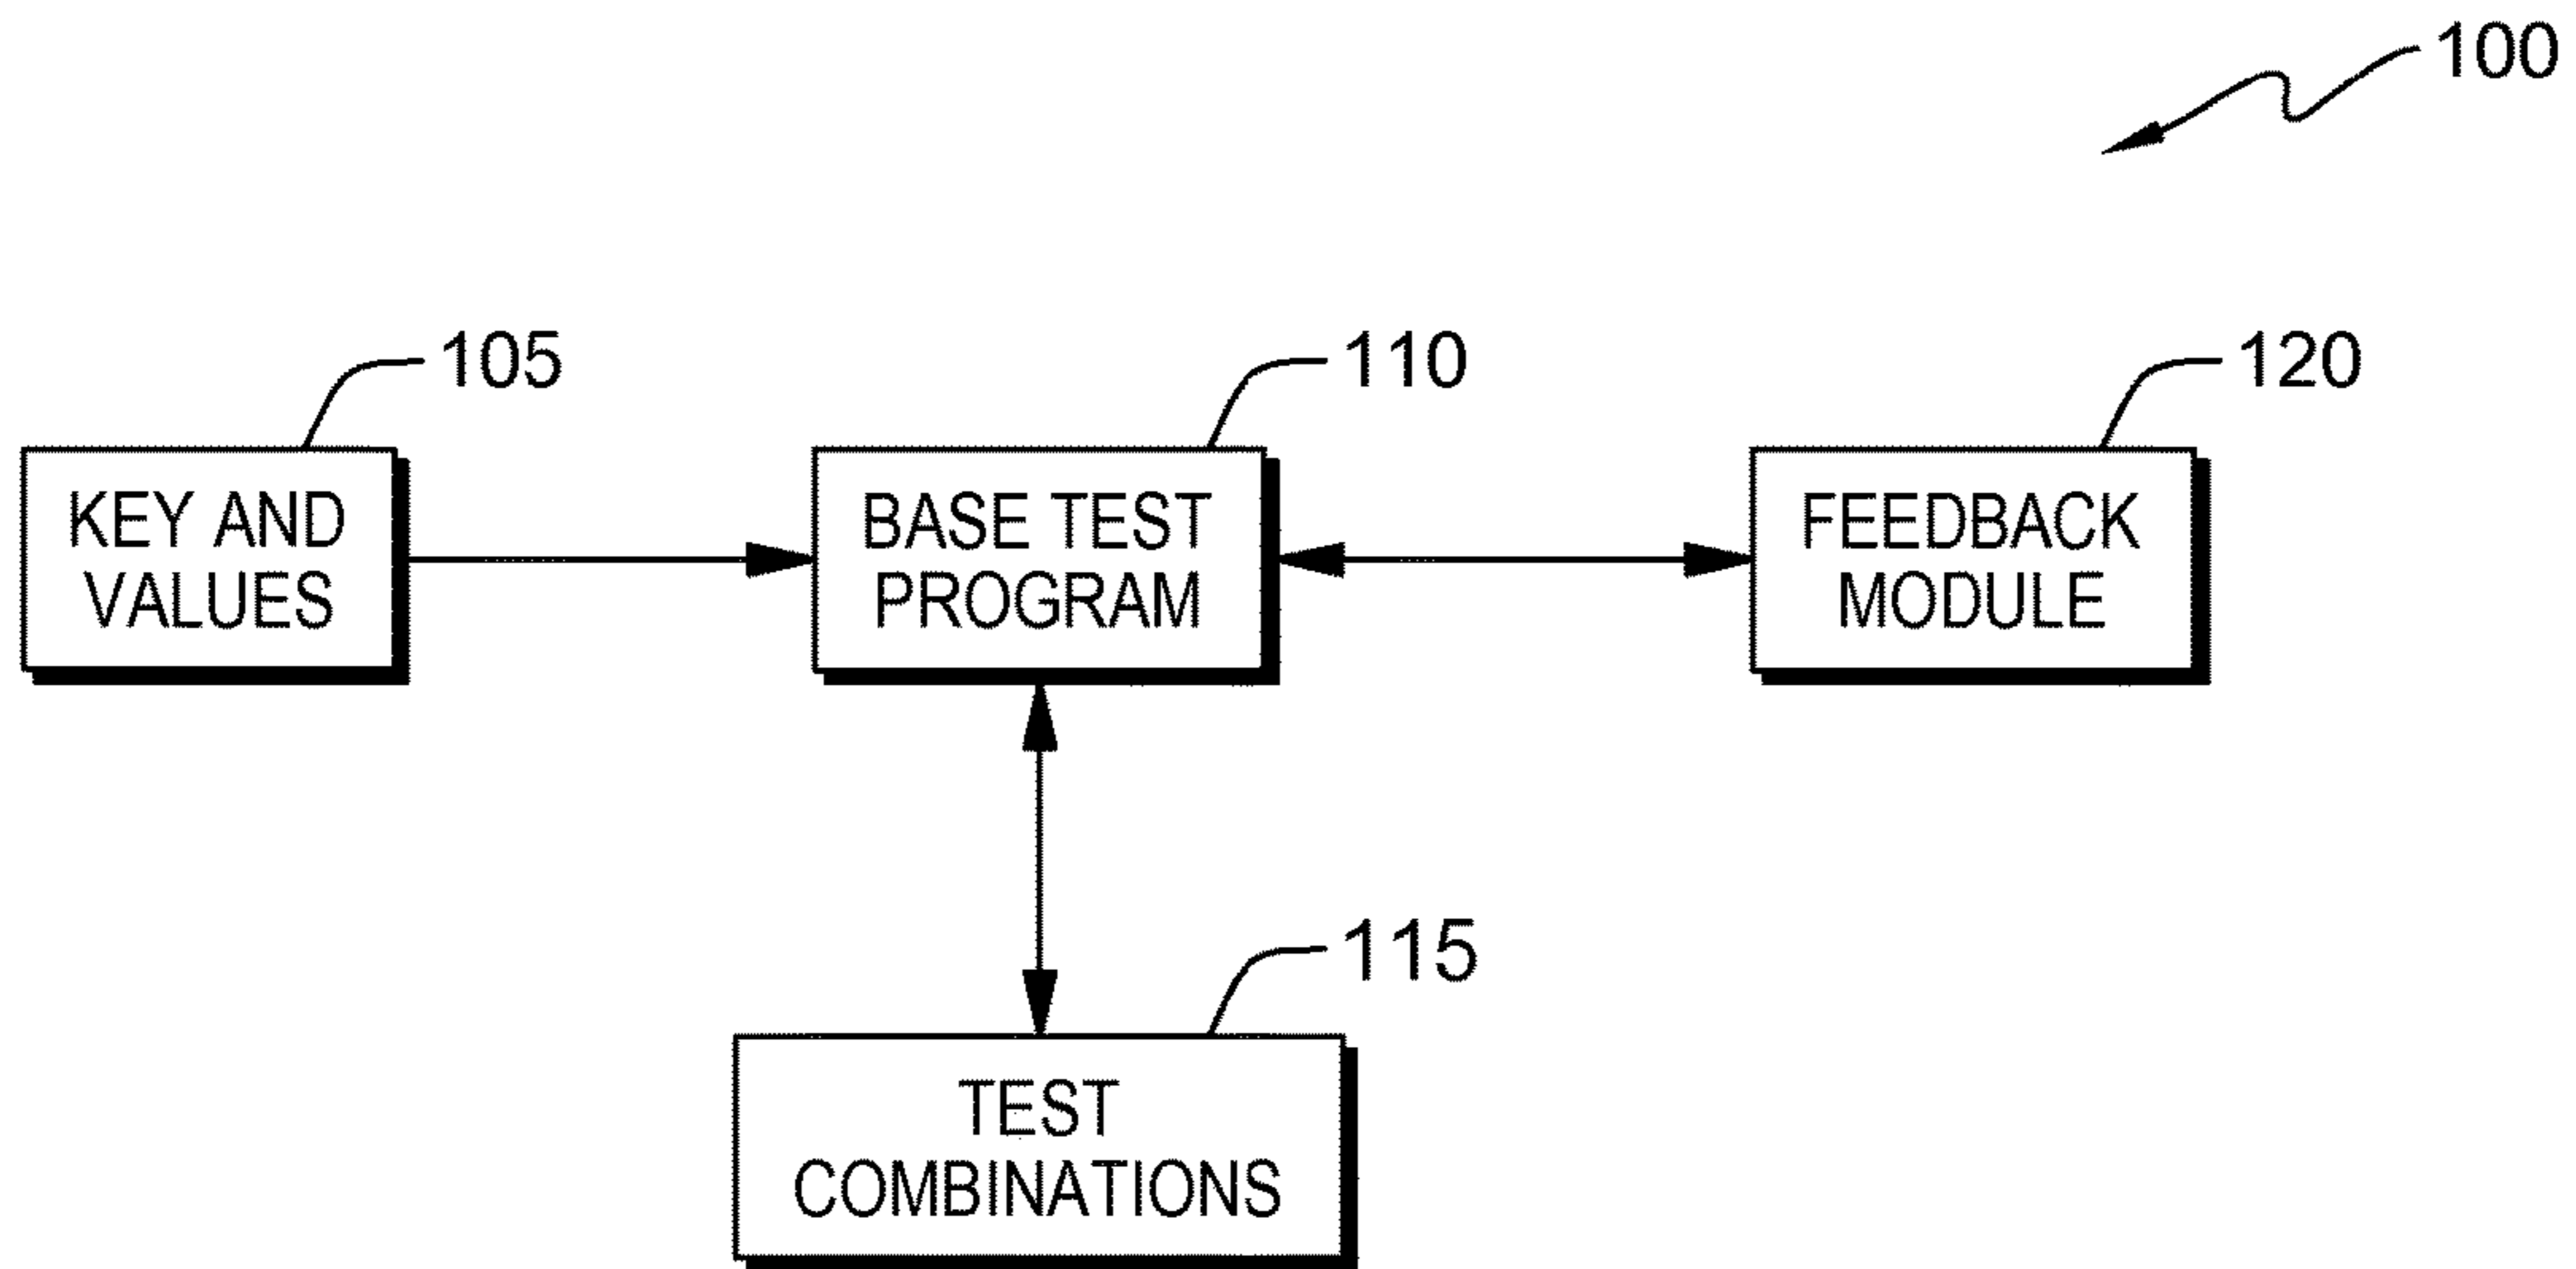 100
105
110
120
KEY AND
VALUES
BASE TEST
PROGRAM
FEEDBACK
MODULE
115
TEST
COMBINATIONS